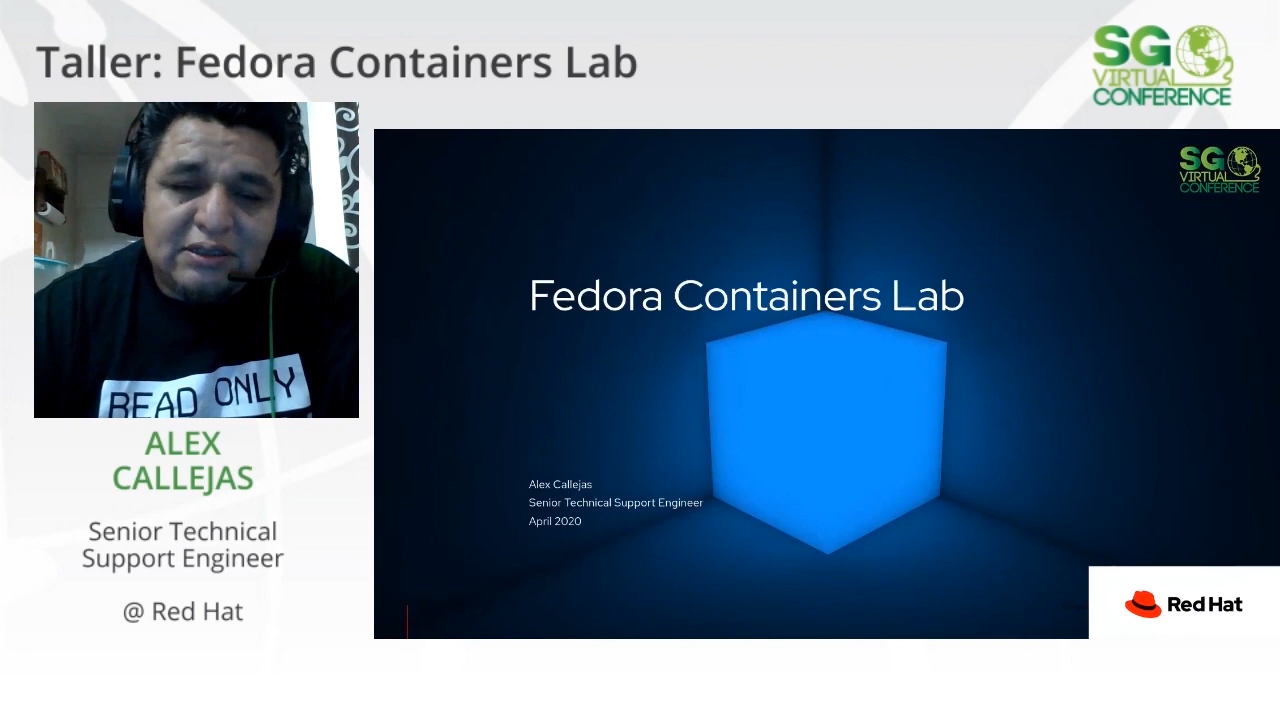 Taller: Fedora Containers Lab
SG
VIRTUAL
CONFERENCE
SG
VIRTUAL
CONFERENCE
Fedora Containers Lab
READ ONLY
ALEX
CALLEJAS
Senior Technical
Support Engineer
@ Red Hat
Alex Callejas
Senior Technical Support Engineer
April 2020
Red Hat